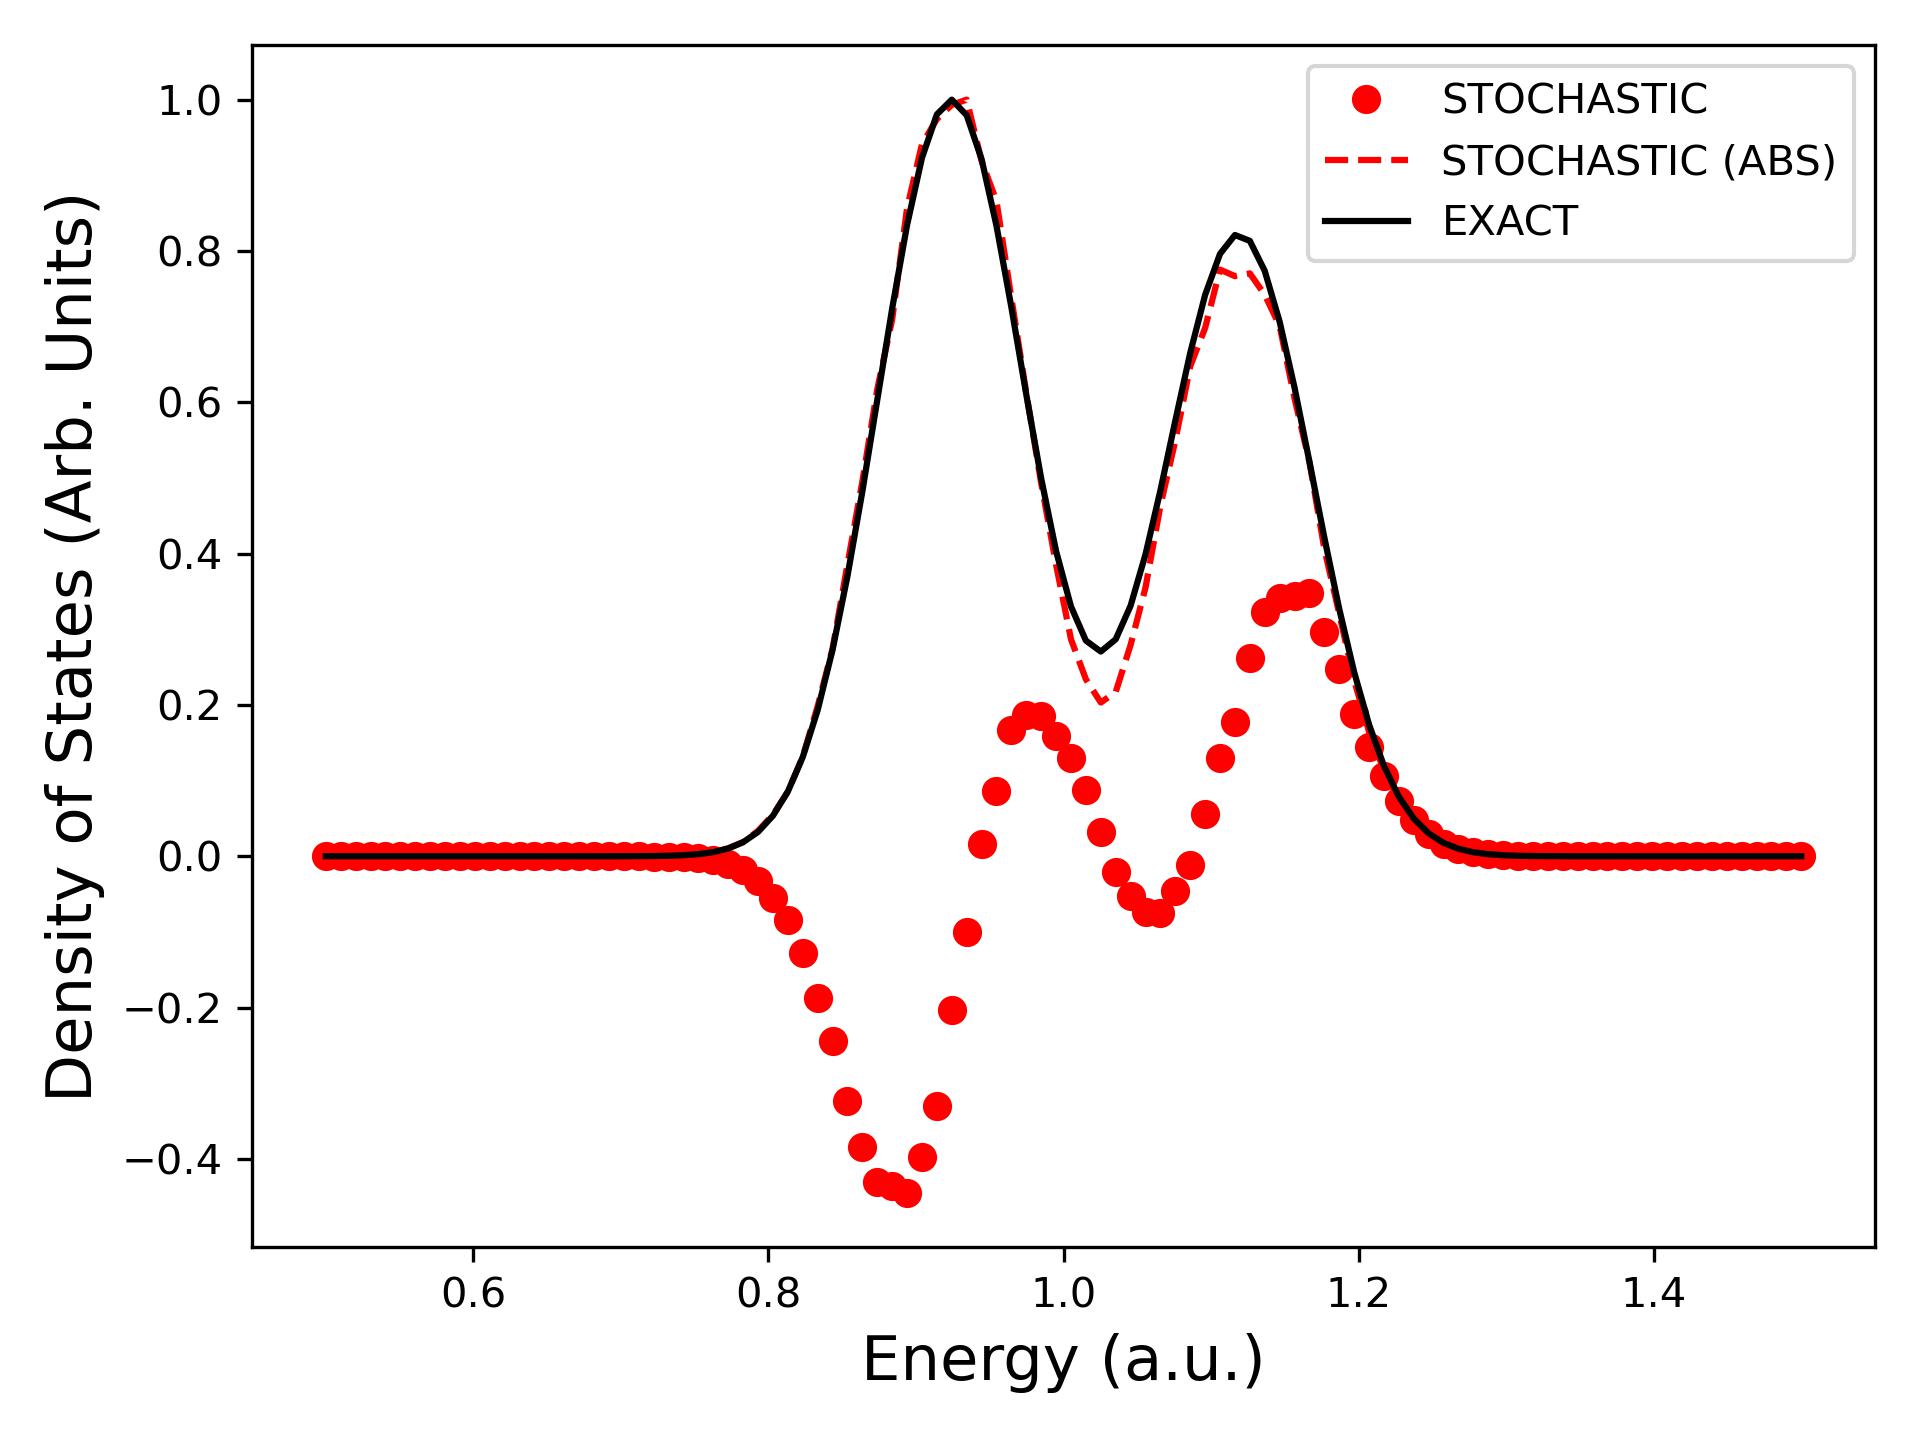 STOCHASTIC
STOCHASTIC (ABS)
EXACT
Density of States (Arb. Units)
1.0
0.8
0.6
0.4
0.2
0.0
−0.2
−0.4
0.6 0.8 1.0 1.2 1.4
Energy (a.u.)